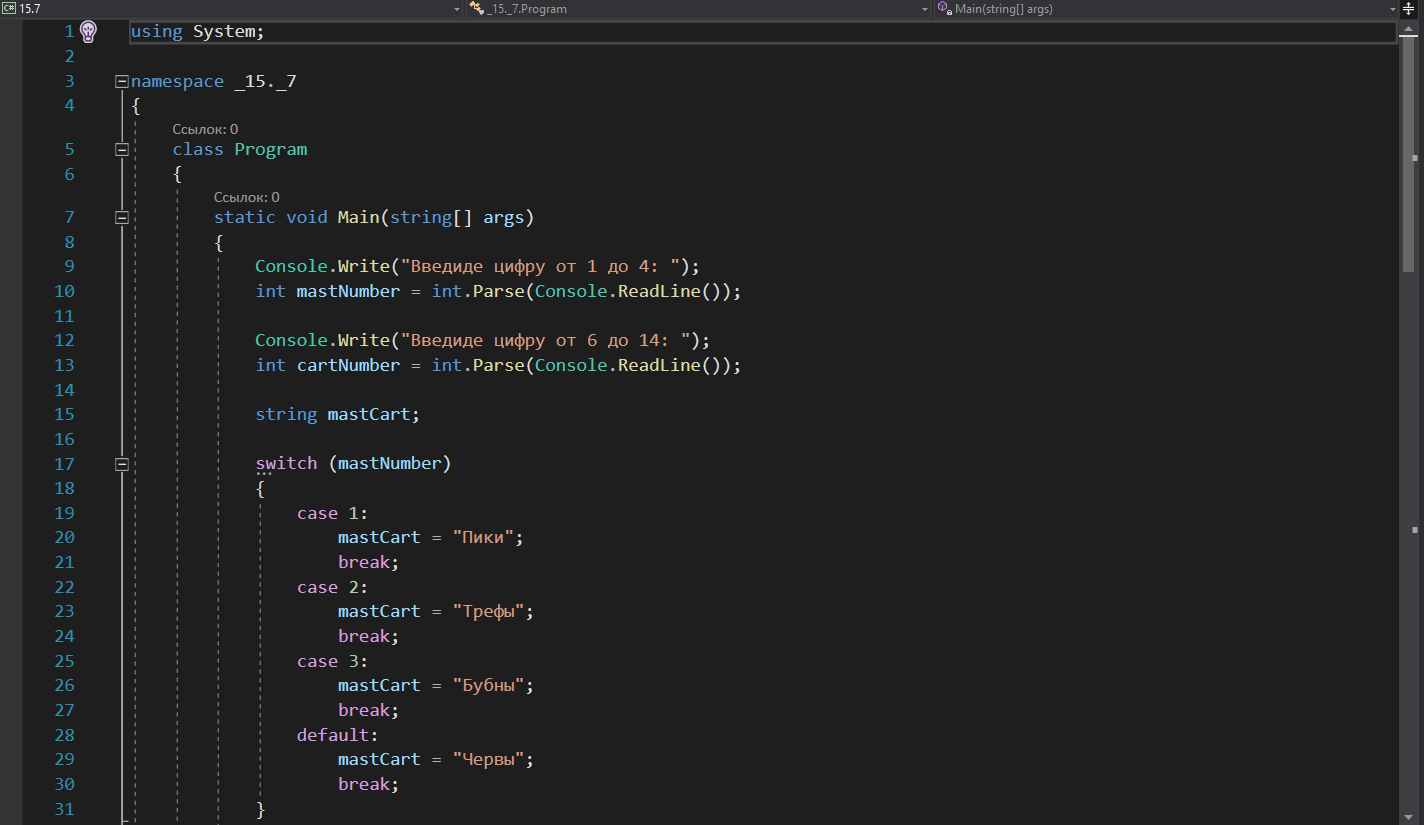 C# 15.7 _15._7.Program Main(string[] args)
1 using System;
2
3 namespace _15._7
4 {
Ссылок: 0
5 class Program
6 {
Ссылок: 0
7 static void Main(string[] args)
8 {
9 Console.Write("Введиде цифру от 1 до 4: ");
10 int mastNumber = int.Parse(Console.ReadLine());
11
12 Console.Write("Введиде цифру от 6 до 14: ");
13 int cartNumber = int.Parse(Console.ReadLine());
14
15 string mastCart;
16
17 switch (mastNumber)
18 {
19 case 1:
20 mastCart = "Пики";
21 break;
22 case 2:
23 mastCart = "Трефы";
24 break;
25 case 3:
26 mastCart = "Бубны";
27 break;
28 default:
29 mastCart = "Червы";
30 break;
31 }